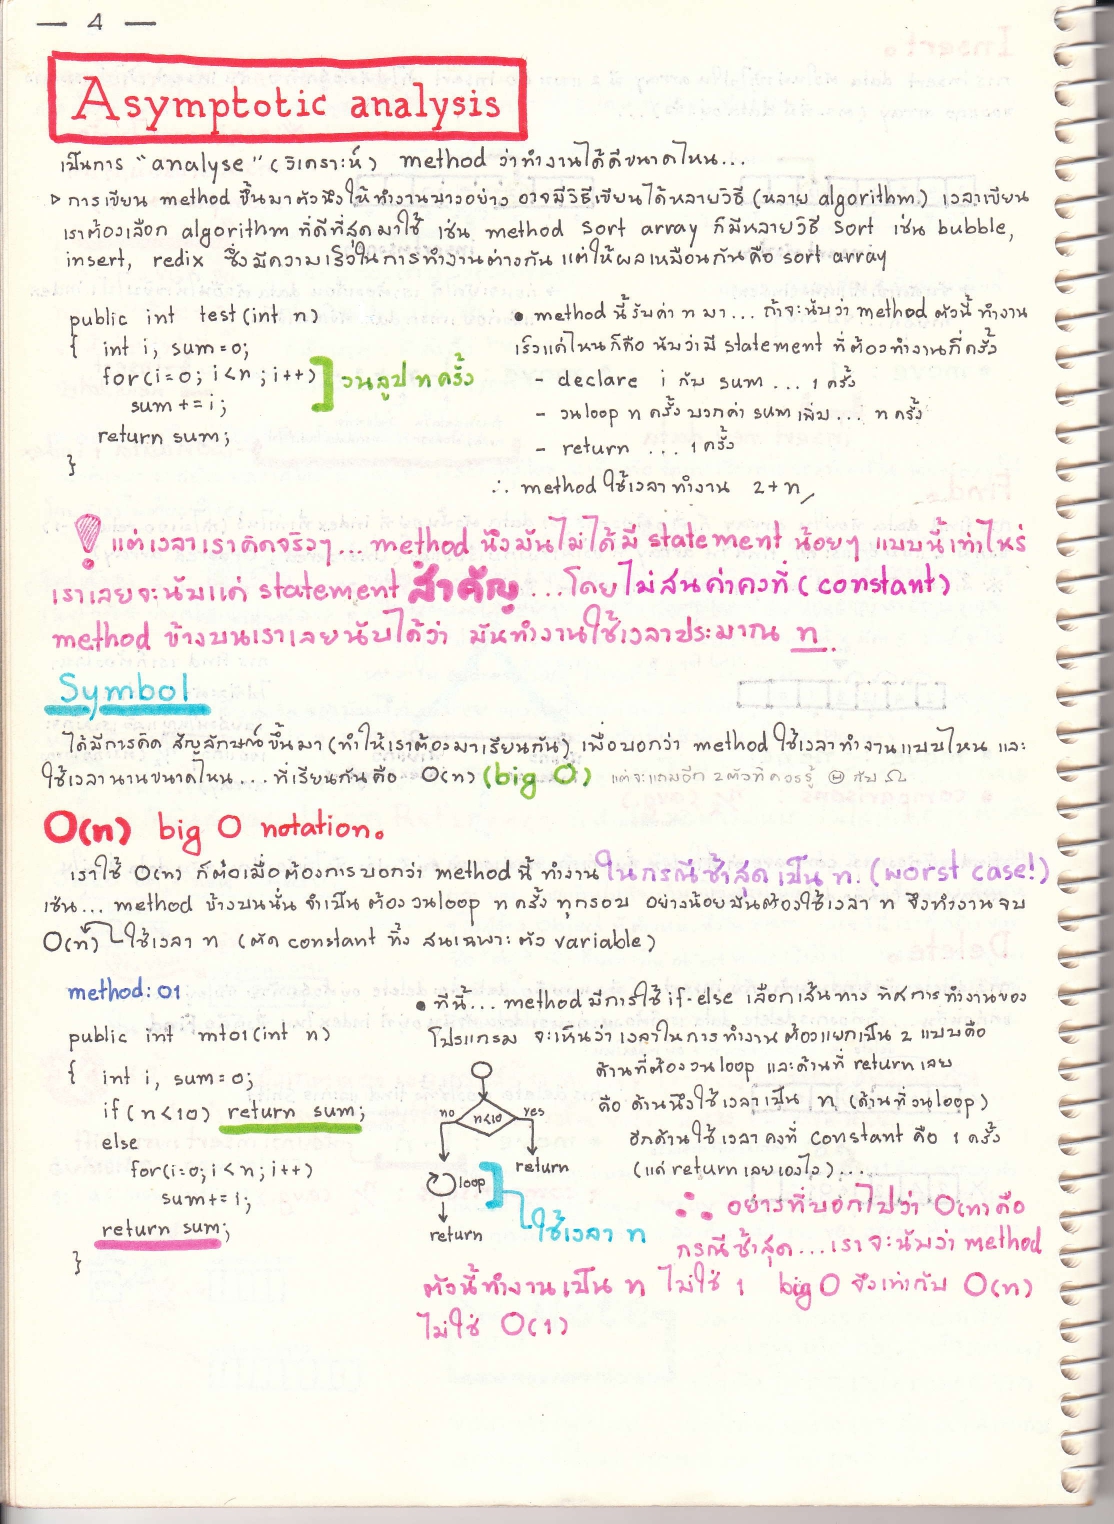 — 4 —
Asymptotic analysis
เป็นการ "analyse" (วิเคราะห์) method ว่าทำงานได้ดีขนาดไหน...
▷ การเขียน method ขึ้นมาตัวนึงให้ทำงานบางอย่าง อาจมีวิธีเขียนได้หลายวิธี (หลาย algorithm) เวลาเขียน
เราต้องเลือก algorithm ที่ดีที่สุดมาใช้ เช่น method sort array ก็มีหลายวิธี sort เช่น bubble,
insert, redix ซึ่งมีความเร็วในการทำงานต่างกัน แต่ให้ผลเหมือนกันคือ sort array
public int test(int n)
{ int i, sum=0;
for(i=0; i<n; i++)
sum+=i;
return sum;
}
วนลูป n ครั้ง
• method นี้รับค่า n มา... ถ้าจะนับว่า method ตัวนี้ ทำงาน
เร็วแค่ไหนก็คือ นับว่ามี statement ที่ต้องทำงานกี่ครั้ง
- declare i กับ sum ... 1 ครั้ง
- วนloop n ครั้ง บวกค่า sum เพิ่ม... n ครั้ง
- return ... 1 ครั้ง
∴ method ใช้เวลาทำงาน 2+n
! แต่เวลาเราคิดจริงๆ... method นึงมันไม่ได้มี statement น้อยๆ แบบนี้เท่าไหร่
เราเลยจะนับแค่ statement สำคัญ ...โดยไม่สนค่าคงที่ (constant)
method ข้างบนเราเลยนับได้ว่า มันทำงานใช้เวลาประมาณ n.
Symbol
ได้มีการคิด สัญลักษณ์ขึ้นมา (ทำให้เราต้องมาเรียนกัน) เพื่อบอกว่า method ใช้เวลาทำงานแบบไหน และ
ใช้เวลานานขนาดไหน... ที่เรียนกันคือ O(n) (big O) แต่จะแถมอีก 2ตัวที่ควรรู้ Θ กับ Ω
O(n) big O notation.
เราใช้ O(n) ก็ต่อเมื่อต้องการบอกว่า method นี้ ทำงานในกรณีช้าสุดเป็น n. (worst case!)
เช่น... method ข้างบนนั่น จำเป็นต้องวนloop n ครั้ง ทุกรอบ อย่างน้อยมันต้องใช้เวลา n จึงทำงานจบ
O(n) ใช้เวลา n (ตัด constant ทิ้ง สนเฉพาะตัว variable)
method: 01
public int mt01(int n)
{ int i, sum=0;
if(n<10) return sum;
else
for(i=0; i<n; i++)
sum+=i;
return sum;
}
• ทีนี้... method มีการใช้ if-else เลือกเส้นทาง ทิศการทำงานของ
โปรแกรม จะเห็นว่า เวลาในการทำงานต้องแยกเป็น 2 แบบคือ
ด้านที่ต้องวนloop และด้านที่ return เลย
คือ ด้านนึงใช้เวลาเป็น n (ด้านที่วนloop)
อีกด้านใช้ เวลาคงที่ constant คือ 1 ครั้ง
(แค่ return เลยเองไง)...
no
n<10
yes
return
loop
return
ใช้เวลา n
∴ อย่างที่บอกไปว่า O(n) คือ
กรณีช้าสุด... เราจะนับว่า method
ตัวนี้ทำงานเป็น n ไม่ใช่ 1 big O จึงเท่ากับ O(n)
ไม่ใช่ O(1)